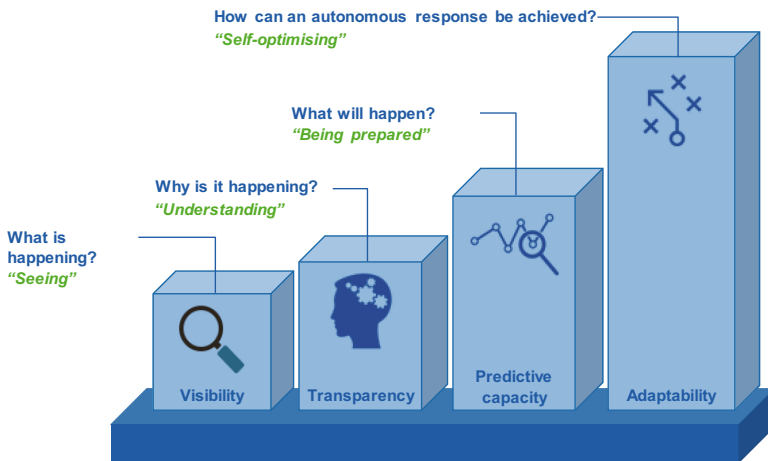 How can an autonomous response be achieved?
“Self-optimising”
What will happen?
“Being prepared”
Why is it happening?
“Understanding”
What is
happening?
“Seeing”
Visibility
Transparency
Predictive
capacity
Adaptability